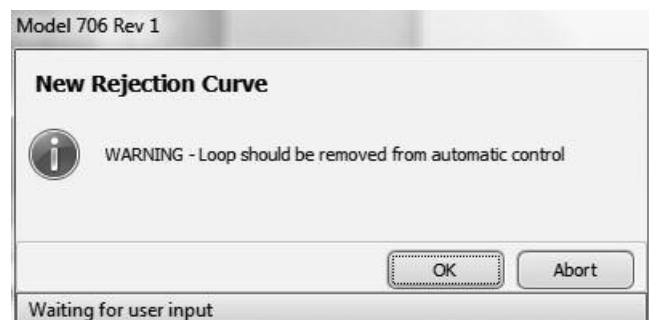 Model 706 Rev 1
New Rejection Curve
WARNING - Loop should be removed from automatic control
OK
Abort
Waiting for user input